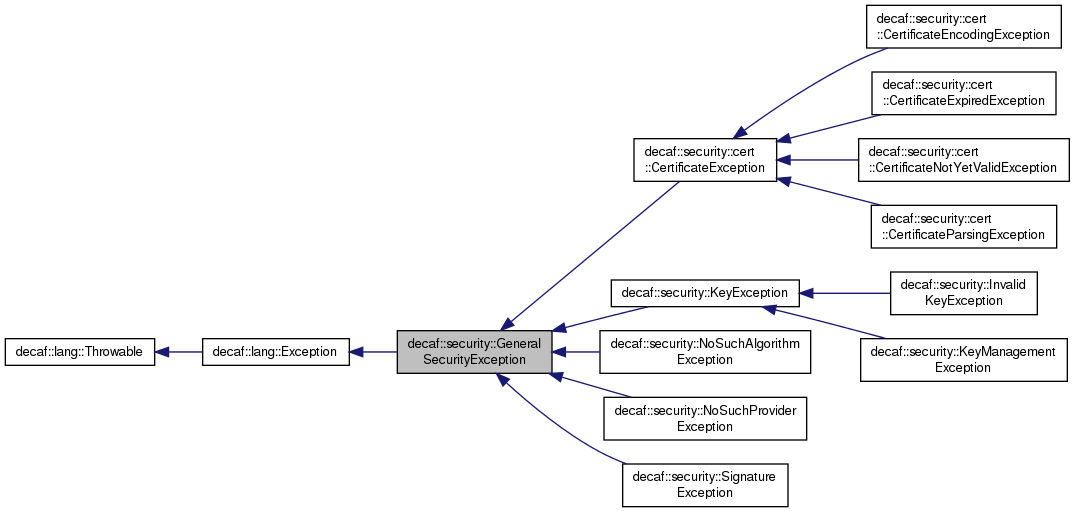 decaf::security::cert
::CertificateEncodingException
decaf::security::cert
::CertificateExpiredException
decaf::security::cert
::CertificateException
decaf::security::cert
::CertificateNotYetValidException
decaf::security::cert
::CertificateParsingException
decaf::security::KeyException
decaf::security::Invalid
KeyException
decaf::lang::Throwable
decaf::lang::Exception
decaf::security::General
SecurityException
decaf::security::NoSuchAlgorithm
Exception
decaf::security::KeyManagement
Exception
decaf::security::NoSuchProvider
Exception
decaf::security::Signature
Exception